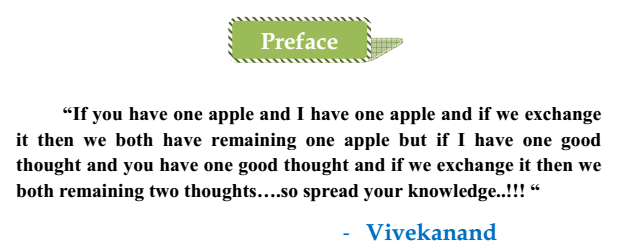 Preface
“If you have one apple and I have one apple and if we exchange
it then we both have remaining one apple but if I have one good
thought and you have one good thought and if we exchange it then we
both remaining two thoughts….so spread your knowledge..!!! “
- Vivekanand